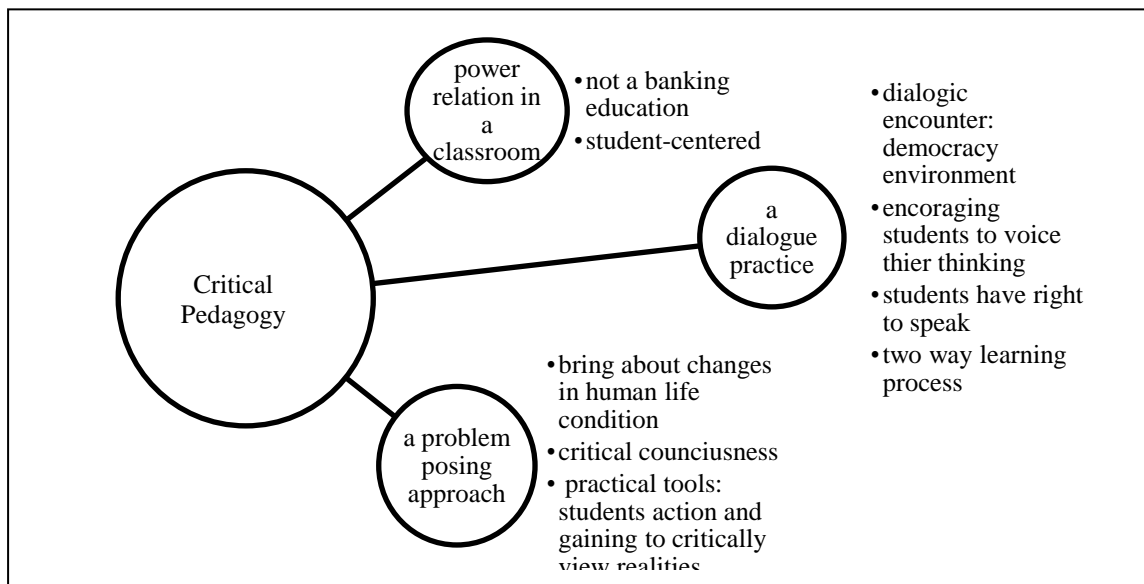 Critical
Pedagogy
power
relation in
a
classroom
•not a banking
education
•student-centered
a
dialogue
practice
•dialogic
encounter:
democracy
environment
•encoraging
students to voice
thier thinking
•students have right
to speak
•two way learning
process
a problem
posing
approach
•bring about changes
in human life
condition
•critical counciusness
• practical tools:
students action and
gaining to critically
view realities